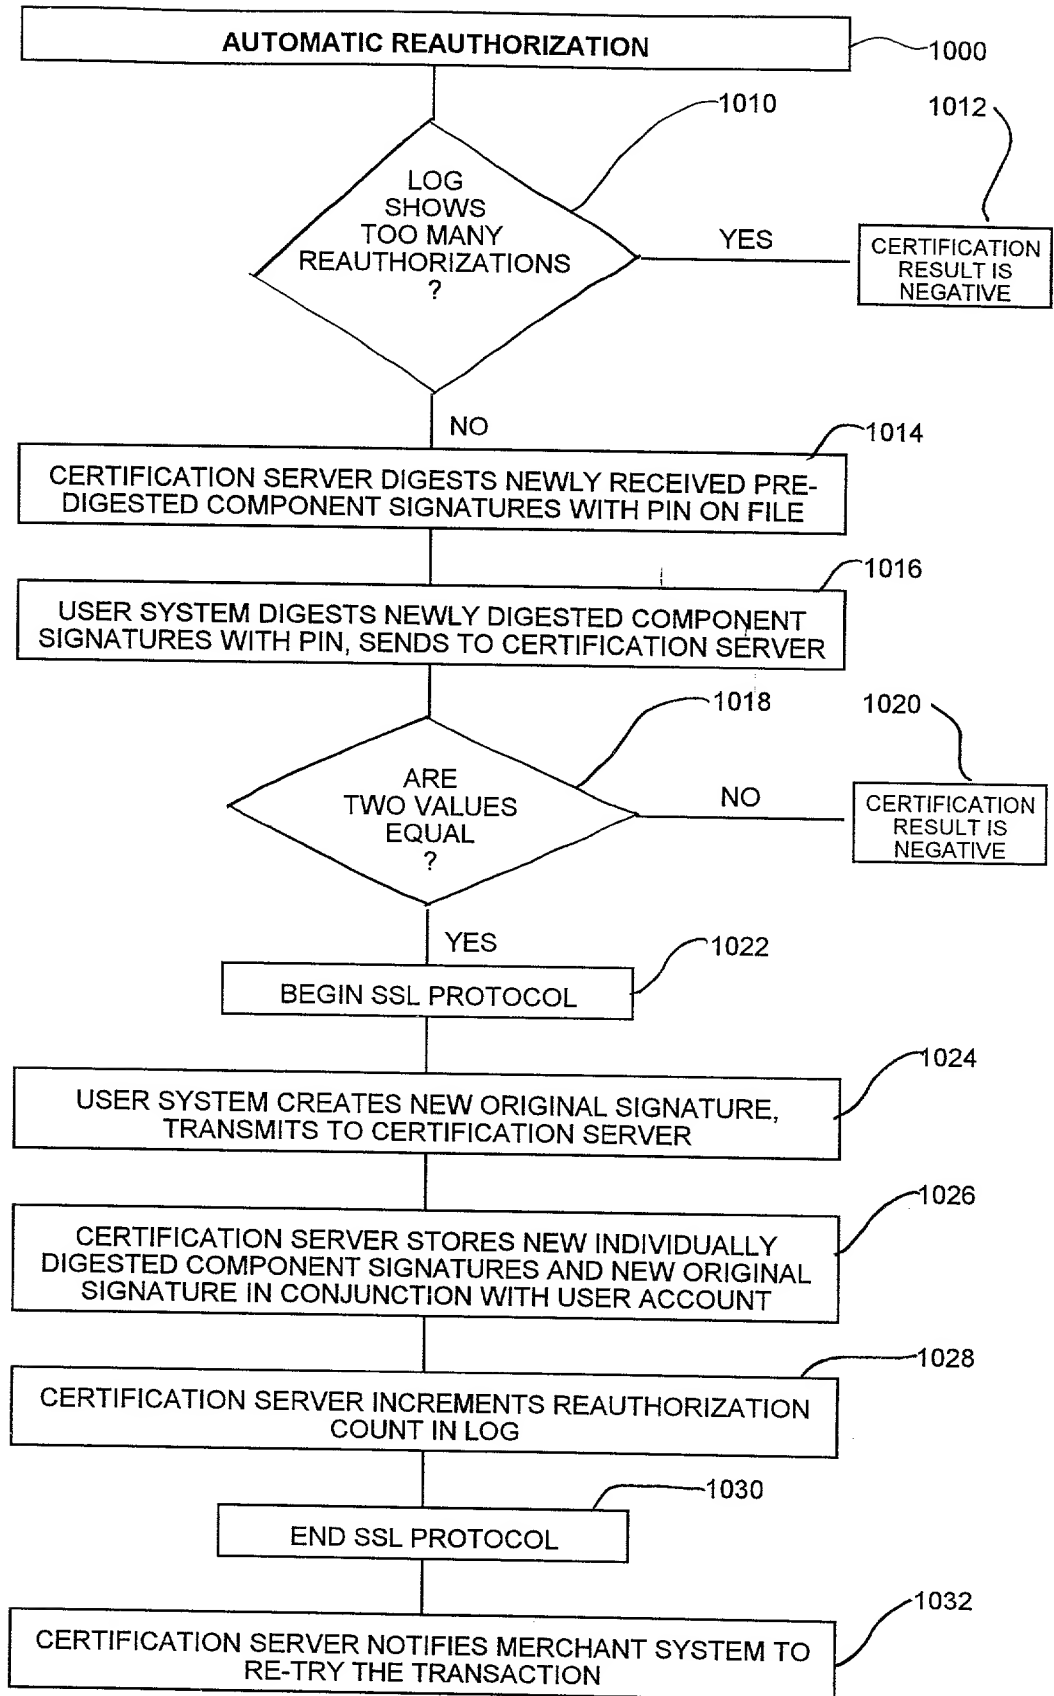 AUTOMATIC REAUTHORIZATION
1000
1010
1012
LOG
SHOWS
TOO MANY
REAUTHORIZATIONS
?
YES
CERTIFICATION
RESULT IS
NEGATIVE
NO
1014
CERTIFICATION SERVER DIGESTS NEWLY RECEIVED PRE-
DIGESTED COMPONENT SIGNATURES WITH PIN ON FILE
1016
USER SYSTEM DIGESTS NEWLY DIGESTED COMPONENT
SIGNATURES WITH PIN, SENDS TO CERTIFICATION SERVER
1018
1020
ARE
TWO VALUES
EQUAL
?
NO
CERTIFICATION
RESULT IS
NEGATIVE
YES
1022
BEGIN SSL PROTOCOL
1024
USER SYSTEM CREATES NEW ORIGINAL SIGNATURE,
TRANSMITS TO CERTIFICATION SERVER
1026
CERTIFICATION SERVER STORES NEW INDIVIDUALLY
DIGESTED COMPONENT SIGNATURES AND NEW ORIGINAL
SIGNATURE IN CONJUNCTION WITH USER ACCOUNT
1028
CERTIFICATION SERVER INCREMENTS REAUTHORIZATION
COUNT IN LOG
1030
END SSL PROTOCOL
1032
CERTIFICATION SERVER NOTIFIES MERCHANT SYSTEM TO
RE-TRY THE TRANSACTION